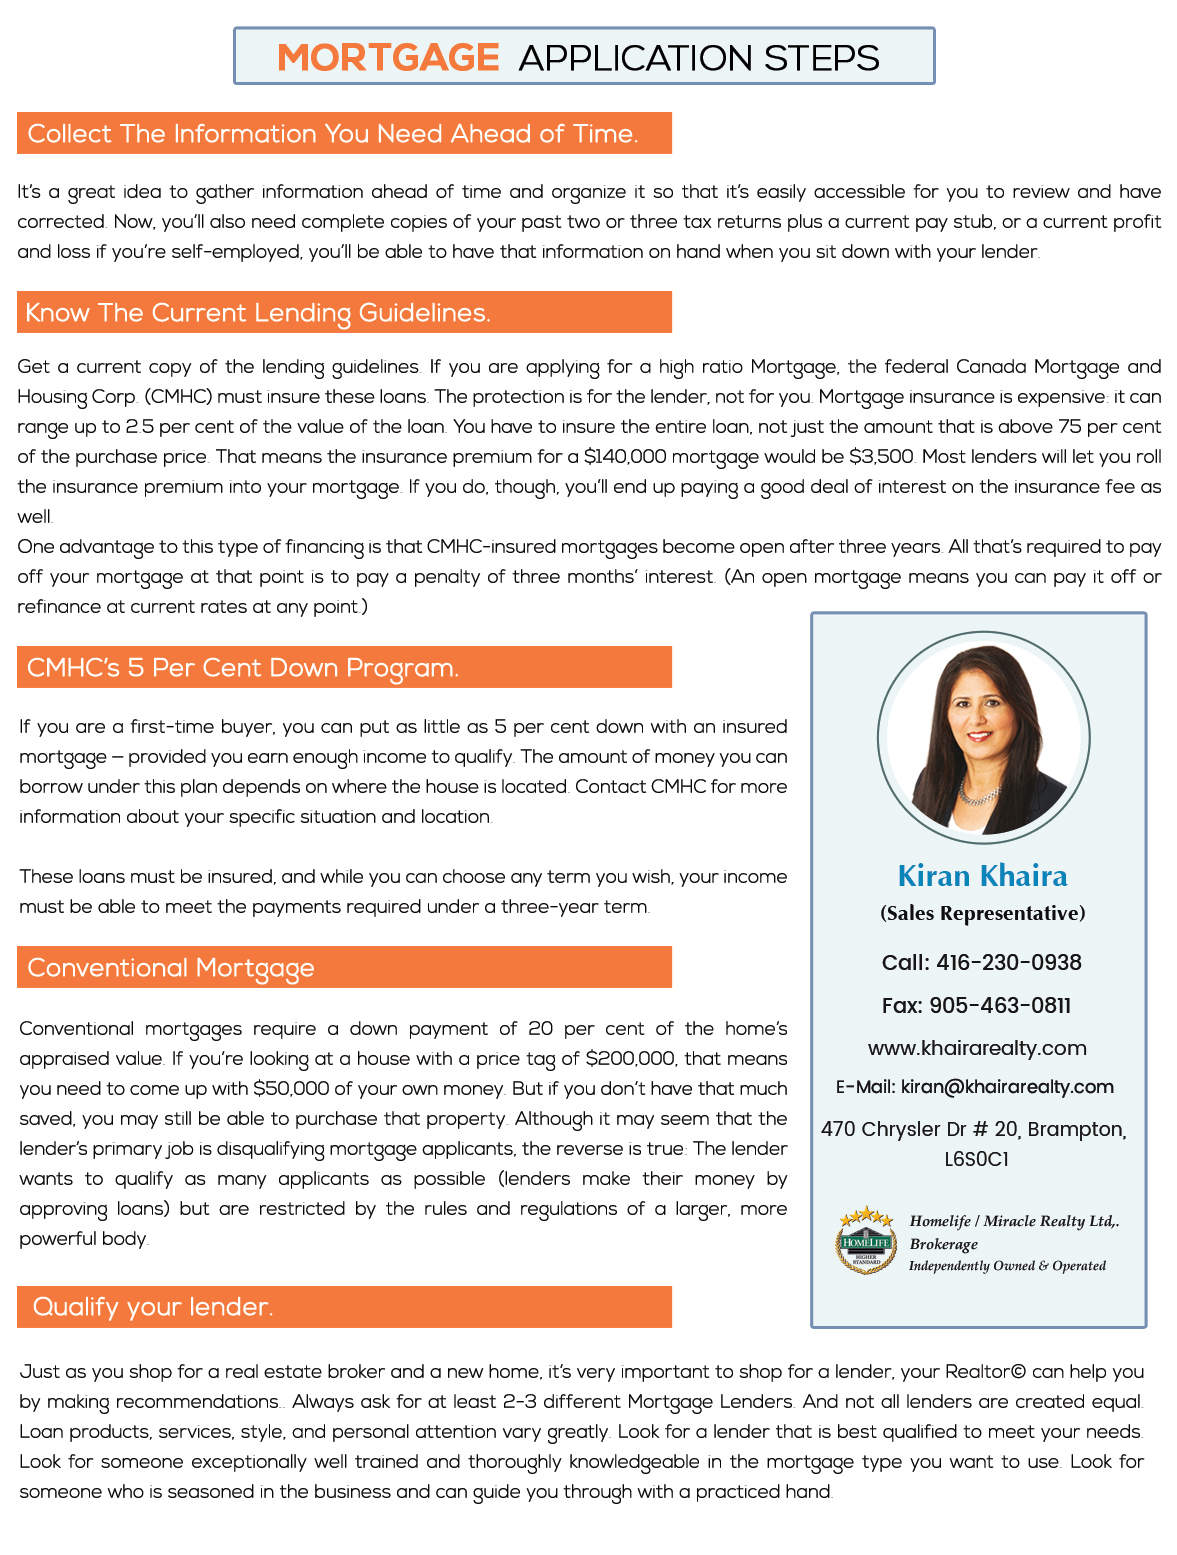 MORTGAGE APPLICATION STEPS
Collect The Information You Need Ahead of Time.
It's a great idea to gather information ahead of time and organize it so that it's easily accessible for you to review and have
corrected. Now, you'll also need complete copies of your past two or three tax returns plus a current pay stub, or a current profit
and loss if you're self-employed, you'll be able to have that information on hand when you sit down with your lender.
Know The Current Lending Guidelines.
Get a current copy of the lending guidelines. If you are applying for a high ratio Mortgage, the federal Canada Mortgage and
Housing Corp. (CMHC) must insure these loans. The protection is for the lender, not for you. Mortgage insurance is expensive: it can
range up to 2.5 per cent of the value of the loan. You have to insure the entire loan, not just the amount that is above 75 per cent
of the purchase price. That means the insurance premium for a $140,000 mortgage would be $3,500. Most lenders will let you roll
the insurance premium into your mortgage. If you do, though, you'll end up paying a good deal of interest on the insurance fee as
well.
One advantage to this type of financing is that CMHC-insured mortgages become open after three years. All that's required to pay
off your mortgage at that point is to pay a penalty of three months' interest. (An open mortgage means you can pay it off or
refinance at current rates at any point.)
CMHC's 5 Per Cent Down Program.
If you are a first-time buyer, you can put as little as 5 per cent down with an insured
mortgage – provided you earn enough income to qualify. The amount of money you can
borrow under this plan depends on where the house is located. Contact CMHC for more
information about your specific situation and location.
These loans must be insured, and while you can choose any term you wish, your income
must be able to meet the payments required under a three-year term.
Conventional Mortgage
Conventional mortgages require a down payment of 20 per cent of the home's
appraised value. If you're looking at a house with a price tag of $200,000, that means
you need to come up with $50,000 of your own money. But if you don't have that much
saved, you may still be able to purchase that property. Although it may seem that the
lender's primary job is disqualifying mortgage applicants, the reverse is true: The lender
wants to qualify as many applicants as possible (lenders make their money by
approving loans) but are restricted by the rules and regulations of a larger, more
powerful body.
Kiran Khaira
(Sales Representative)
Call: 416-230-0938
Fax: 905-463-0811
www.khairarealty.com
E-Mail: kiran@khairarealty.com
470 Chrysler Dr # 20, Brampton,
L6S0C1
HOMELIFE
HIGHER
STANDARD
Homelife / Miracle Realty Ltd,.
Brokerage
Independently Owned & Operated
Qualify your lender.
Just as you shop for a real estate broker and a new home, it's very important to shop for a lender, your Realtor© can help you
by making recommendations.. Always ask for at least 2-3 different Mortgage Lenders. And not all lenders are created equal.
Loan products, services, style, and personal attention vary greatly. Look for a lender that is best qualified to meet your needs.
Look for someone exceptionally well trained and thoroughly knowledgeable in the mortgage type you want to use. Look for
someone who is seasoned in the business and can guide you through with a practiced hand.